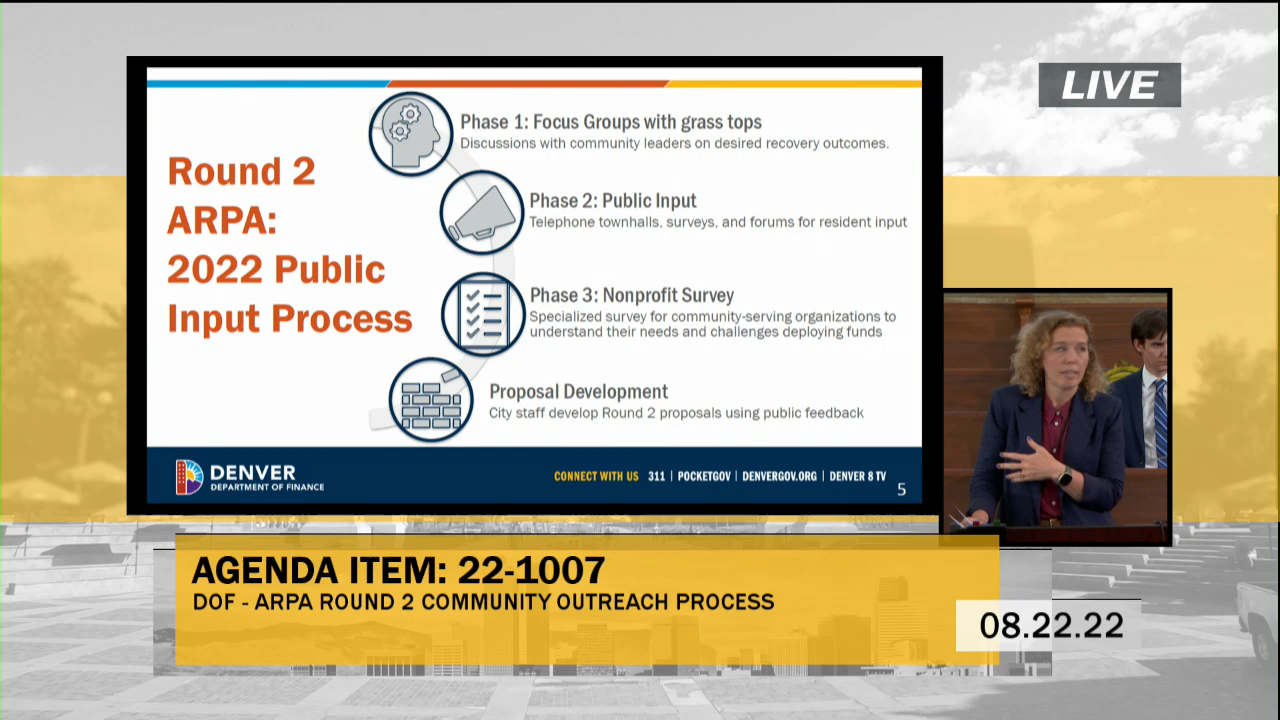 LIVE
Round 2
ARPA:
2022 Public
Input Process
Phase 1: Focus Groups with grass tops
Discussions with community leaders on desired recovery outcomes.
Phase 2: Public Input
Telephone townhalls, surveys, and forums for resident input
Phase 3: Nonprofit Survey
Specialized survey for community-serving organizations to
understand their needs and challenges deploying funds
Proposal Development
City staff develop Round 2 proposals using public feedback
DENVER
DEPARTMENT OF FINANCE
CONNECT WITH US 311 | POCKETGOV | DENVERGOV.ORG | DENVER 8 TV
5
AGENDA ITEM: 22-1007
DOF - ARPA ROUND 2 COMMUNITY OUTREACH PROCESS
08.22.22